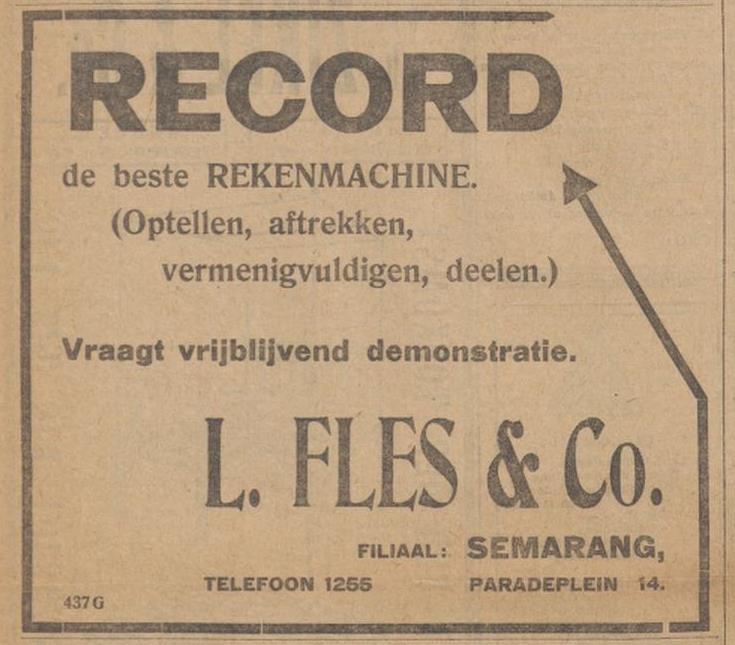 RECORD
de beste REKENMACHINE.
(Optellen, aftrekken,
vermenigvuldigen, deelen.)
Vraagt vrijblijvend demonstratie.
L. FLES & Co.
FILIAAL: SEMARANG,
TELEFOON 1255 PARADEPLEIN 14.
437 G